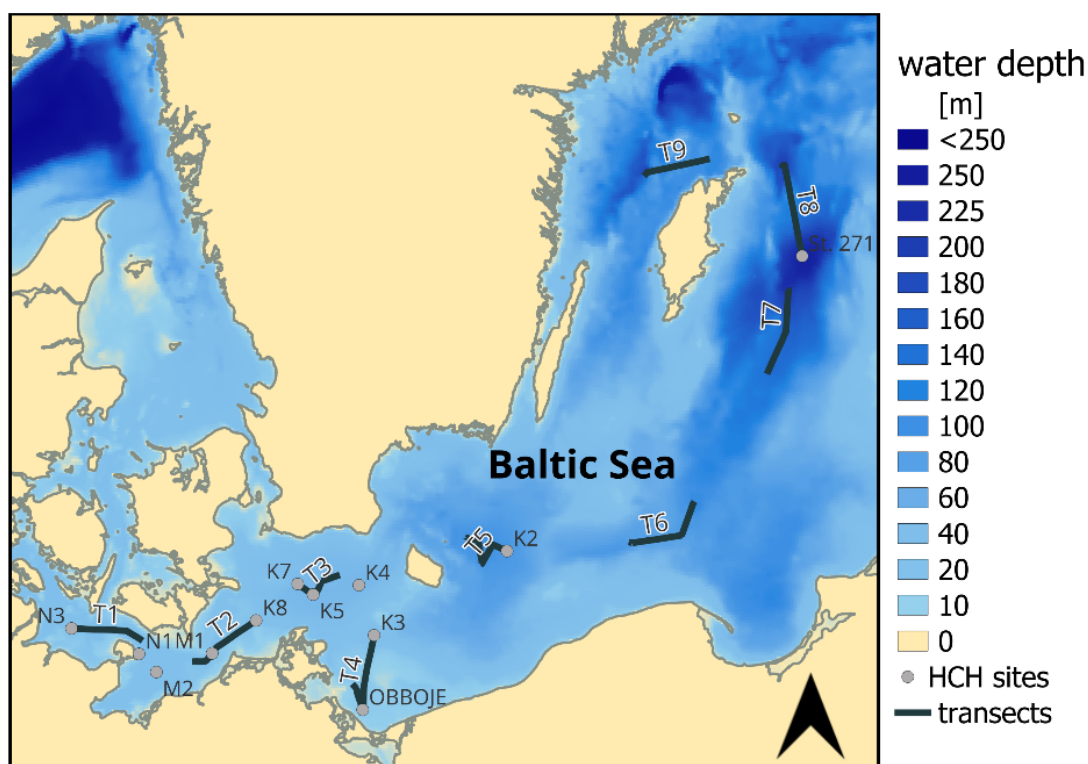 T9
T8
St. 271
T7
Baltic Sea
T6
T5
K2
K7
T3
K4
K5
N3
T1
T2
K8
N1
M1
K3
M2
T4
OBBOJE
water depth
[m]
<250
250
225
200
180
160
140
120
100
80
60
40
20
10
0
HCH sites
transects